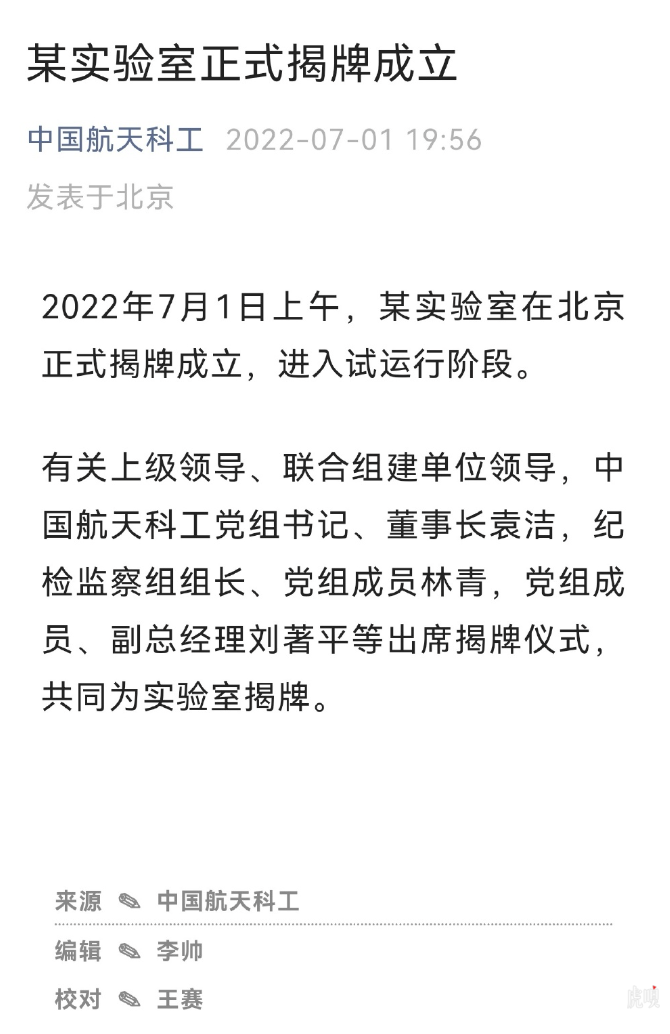 某实验室正式揭牌成立
中国航天科工 2022-07-01 19:56
发表于北京
2022年7月1日上午，某实验室在北京
正式揭牌成立，进入试运行阶段。
有关上级领导、联合组建单位领导，中
国航天科工党组书记、董事长袁洁，纪
检监察组组长、党组成员林青，党组成
员、副总经理刘著平等出席揭牌仪式，
共同为实验室揭牌。
来源 ✎ 中国航天科工
编辑 ✎ 李帅
校对 ✎ 王赛
虎嗅